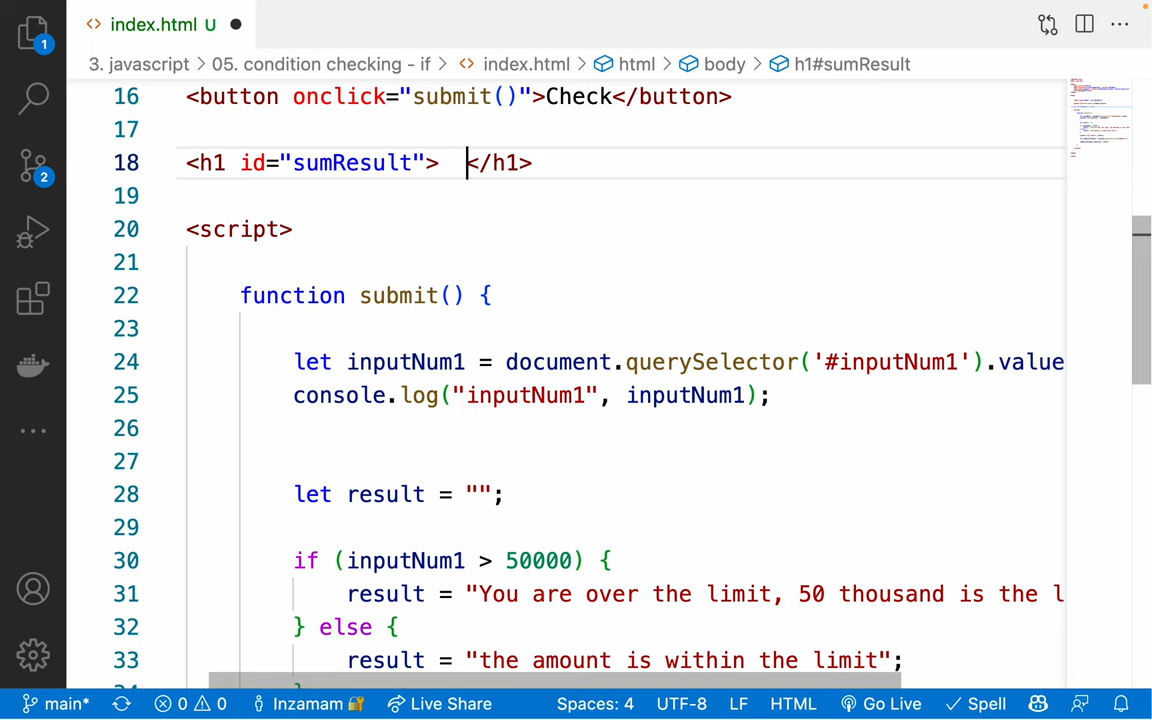 index.html U
3. javascript > 05. condition checking - if > index.html > html > body > h1#sumResult
16 <button onclick="submit()">Check</button>
17
18 <h1 id="sumResult">  </h1>
19
20 <script>
21
22 function submit() {
23
24 let inputNum1 = document.querySelector('#inputNum1').value
25 console.log("inputNum1", inputNum1);
26
27
28 let result = "";
29
30 if (inputNum1 > 50000) {
31 result = "You are over the limit, 50 thousand is the l
32 } else {
33 result = "the amount is within the limit";
1
2
main* 0 0 Inzamam Live Share Spaces: 4 UTF-8 LF HTML Go Live Spell